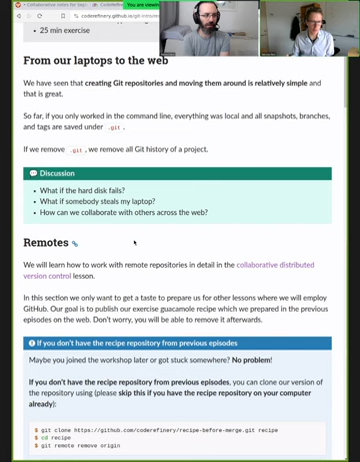 You are viewin
coderefinery.github.io/git-intro/
• 25 min exercise
From our laptops to the web
We have seen that creating Git repositories and moving them around is relatively simple and
that is great.
So far, if you only worked in the command line, everything was local and all snapshots, branches,
and tags are saved under .git .
If we remove .git , we remove all Git history of a project.
Discussion
• What if the hard disk fails?
• What if somebody steals my laptop?
• How can we collaborate with others across the web?
Remotes
We will learn how to work with remote repositories in detail in the collaborative distributed
version control lesson.
In this section we only want to get a taste to prepare us for other lessons where we will employ
GitHub. Our goal is to publish our exercise guacamole recipe which we prepared in the previous
episodes on the web. Don't worry, you will be able to remove it afterwards.
If you don't have the recipe repository from previous episodes
Maybe you joined the workshop later or got stuck somewhere? No problem!
If you don't have the recipe repository from previous episodes, you can clone our version of
the repository using (please skip this if you have the recipe repository on your computer
already):
$ git clone https://github.com/coderefinery/recipe-before-merge.git recipe
$ cd recipe
$ git remote remove origin